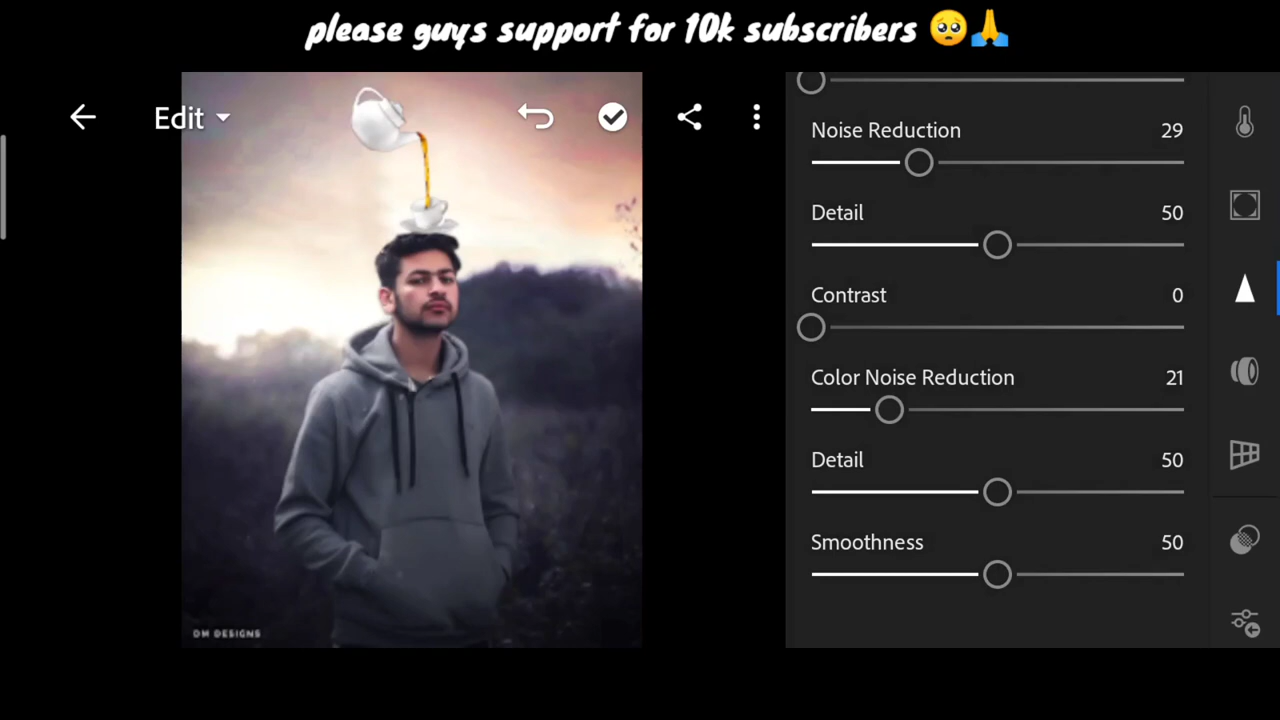 please guys support for 10k subscribers 🥺🙏
Edit
Noise Reduction 29
Detail 50
Contrast 0
Color Noise Reduction 21
Detail 50
Smoothness 50
DM DESIGNS